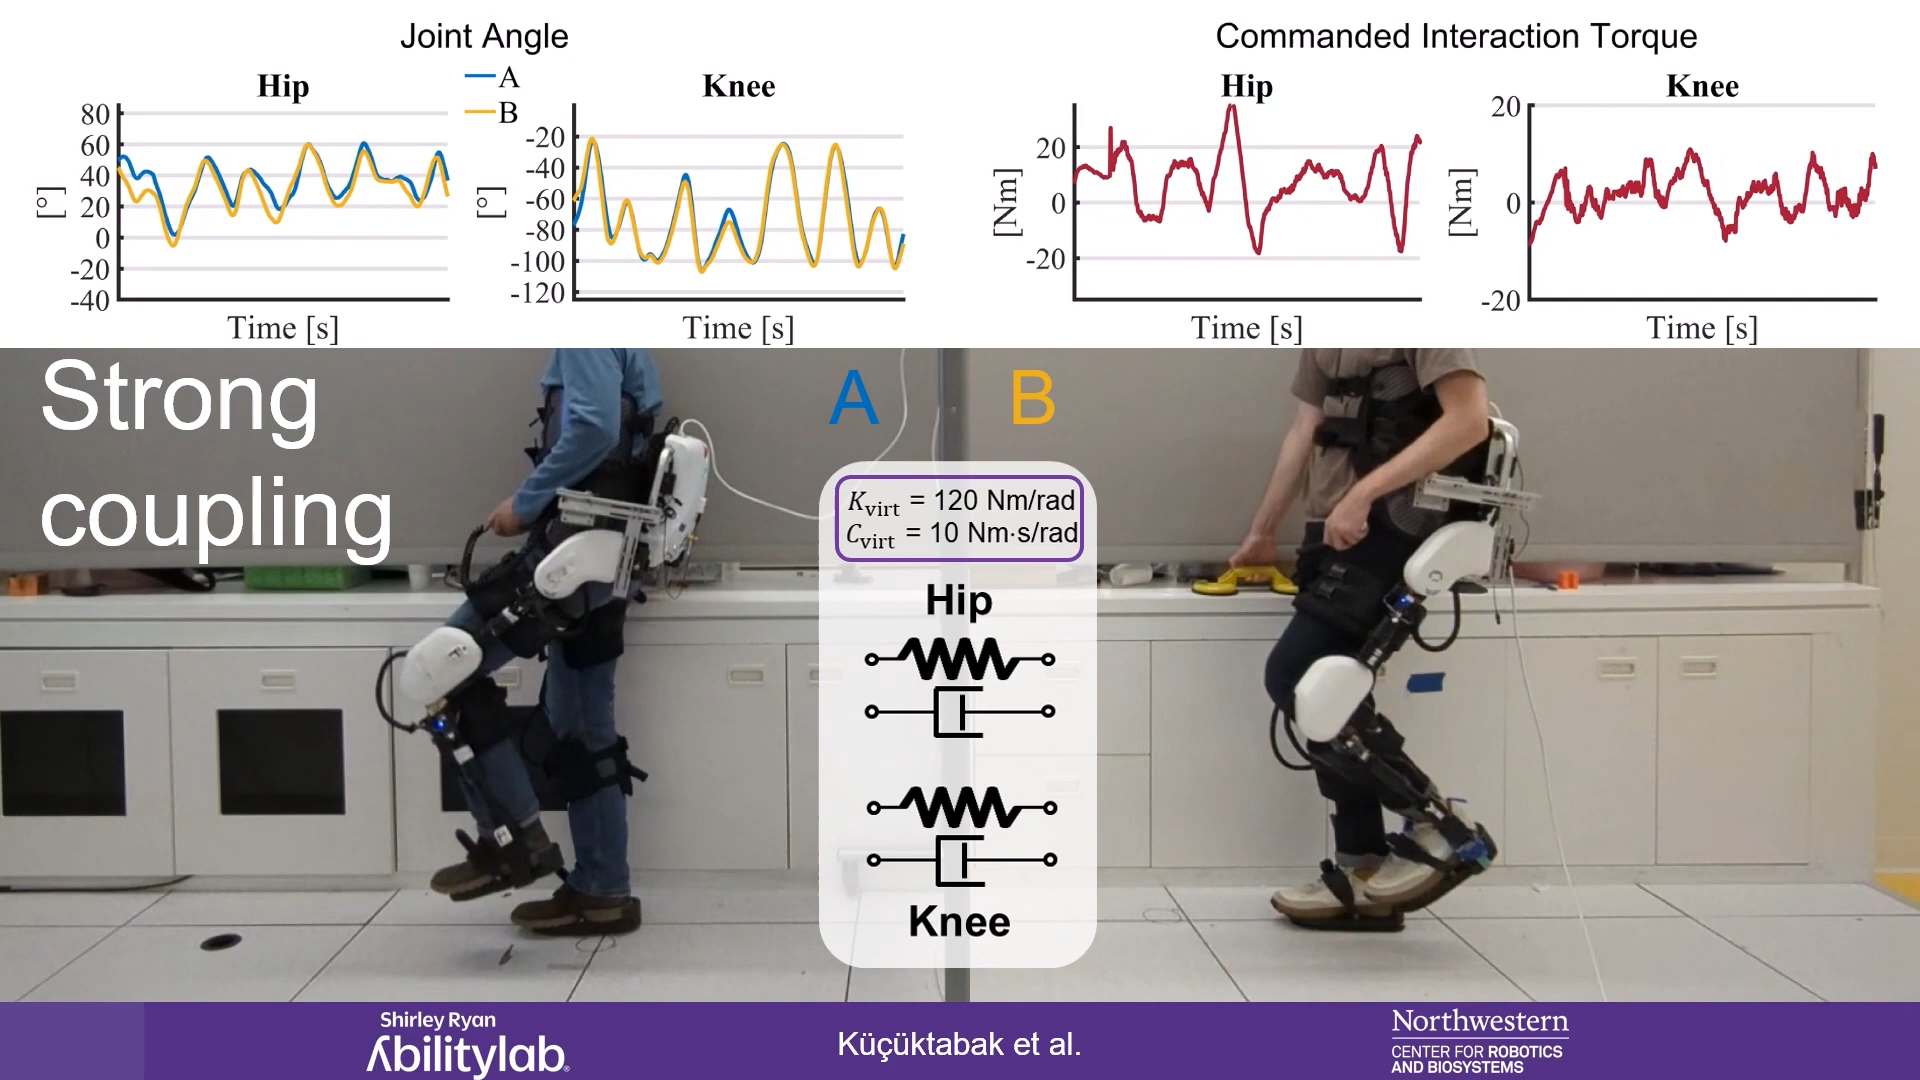 Joint Angle
Commanded Interaction Torque
Hip
A
B
80
60
40
20
0
-20
-40
[°]
Time [s]
Knee
-20
-40
-60
-80
-100
-120
[°]
Time [s]
Hip
20
0
-20
[Nm]
Time [s]
Knee
20
0
-20
[Nm]
Time [s]
Strong
coupling
A
B
Kvirt = 120 Nm/rad
Cvirt = 10 Nm·s/rad
Hip
Knee
Shirley Ryan
Abilitylab
Küçüktabak et al.
Northwestern
CENTER FOR ROBOTICS
AND BIOSYSTEMS